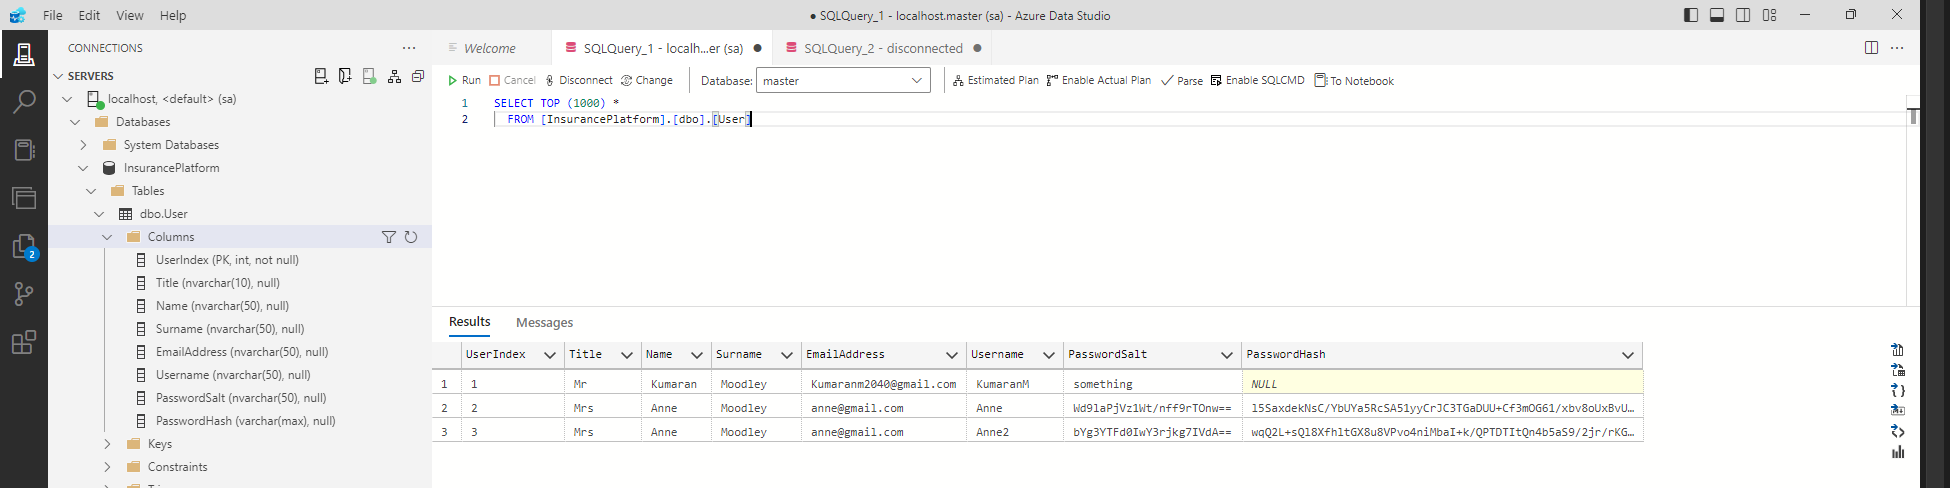 File Edit View Help
● SQLQuery_1 - localhost.master (sa) - Azure Data Studio
CONNECTIONS
SERVERS
localhost, <default> (sa)
Databases
System Databases
InsurancePlatform
Tables
dbo.User
Columns
UserIndex (PK, int, not null)
Title (nvarchar(10), null)
Name (nvarchar(50), null)
Surname (nvarchar(50), null)
EmailAddress (nvarchar(50), null)
Username (nvarchar(50), null)
PasswordSalt (nvarchar(50), null)
PasswordHash (varchar(max), null)
Keys
Constraints
2
Welcome SQLQuery_1 - localh...er (sa) ● SQLQuery_2 - disconnected ●
Run Cancel Disconnect Change Database: master Estimated Plan Enable Actual Plan Parse Enable SQLCMD To Notebook
1 SELECT TOP (1000) *
2 FROM [InsurancePlatform].[dbo].[User]
Results Messages
UserIndex Title Name Surname EmailAddress Username PasswordSalt PasswordHash
1 1 Mr Kumaran Moodley Kumaranm2040@gmail.com KumaranM something NULL
2 2 Mrs Anne Moodley anne@gmail.com Anne Wd9laPjVz1Wt/nff9rTOnw== l5SaxdekNsC/YbUYa5RcSA51yyCrJC3TGaDUU+Cf3mOG61/xbv8oUxBvU…
3 3 Mrs Anne Moodley anne@gmail.com Anne2 bYg3YTFd0IwY3rjkg7IVdA== wqQ2L+sQl8XfhltGX8u8VPvo4niMbaI+k/QPTDTItQn4b5aS9/2jr/rKG…